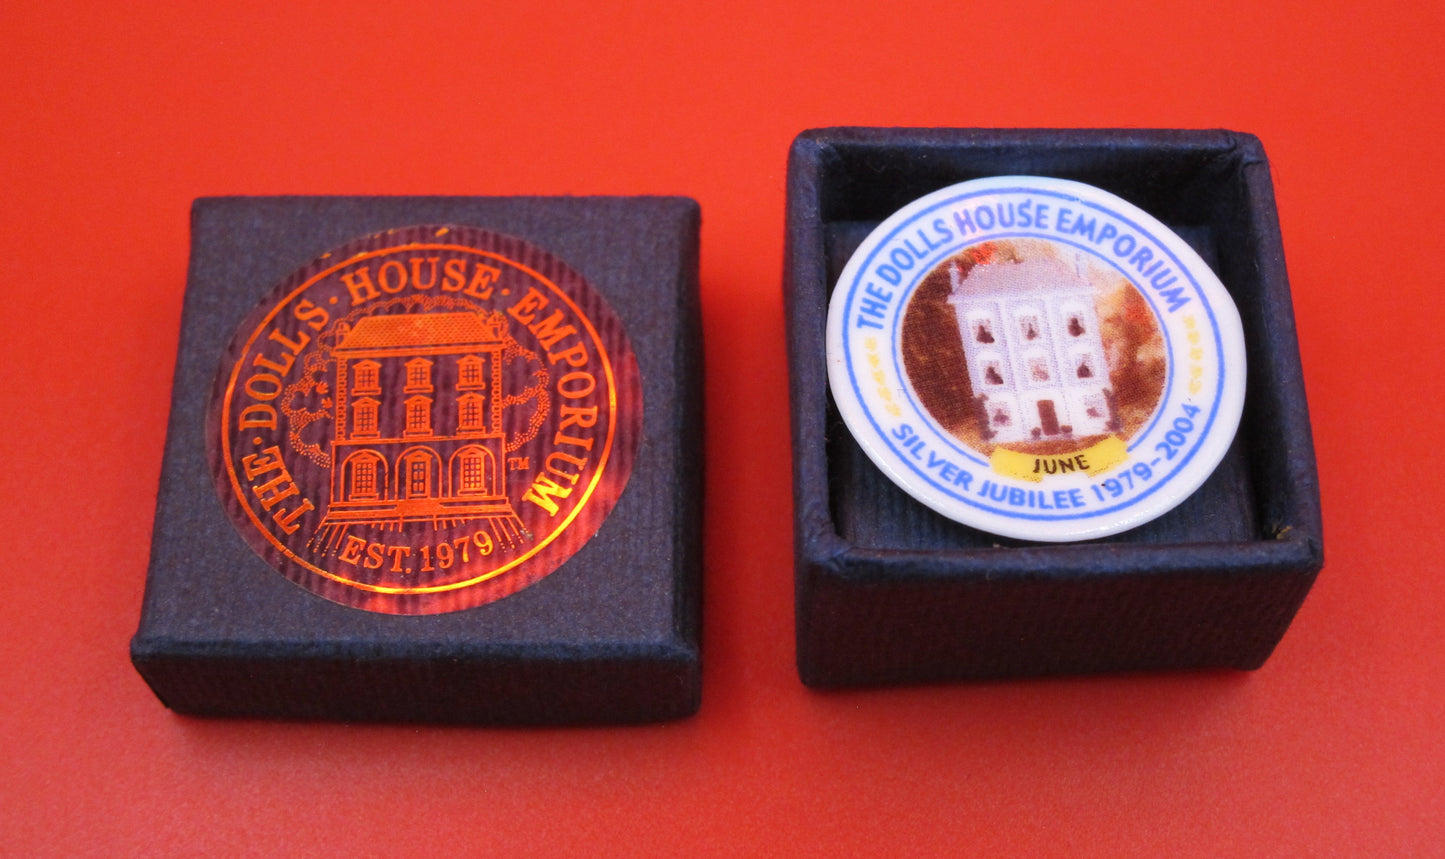 THE · DOLLS · HOUSE · EMPORIUM
TM
EST. 1979
THE DOLLS HOUSE EMPORIUM
JUNE
SILVER JUBILEE 1979-2004